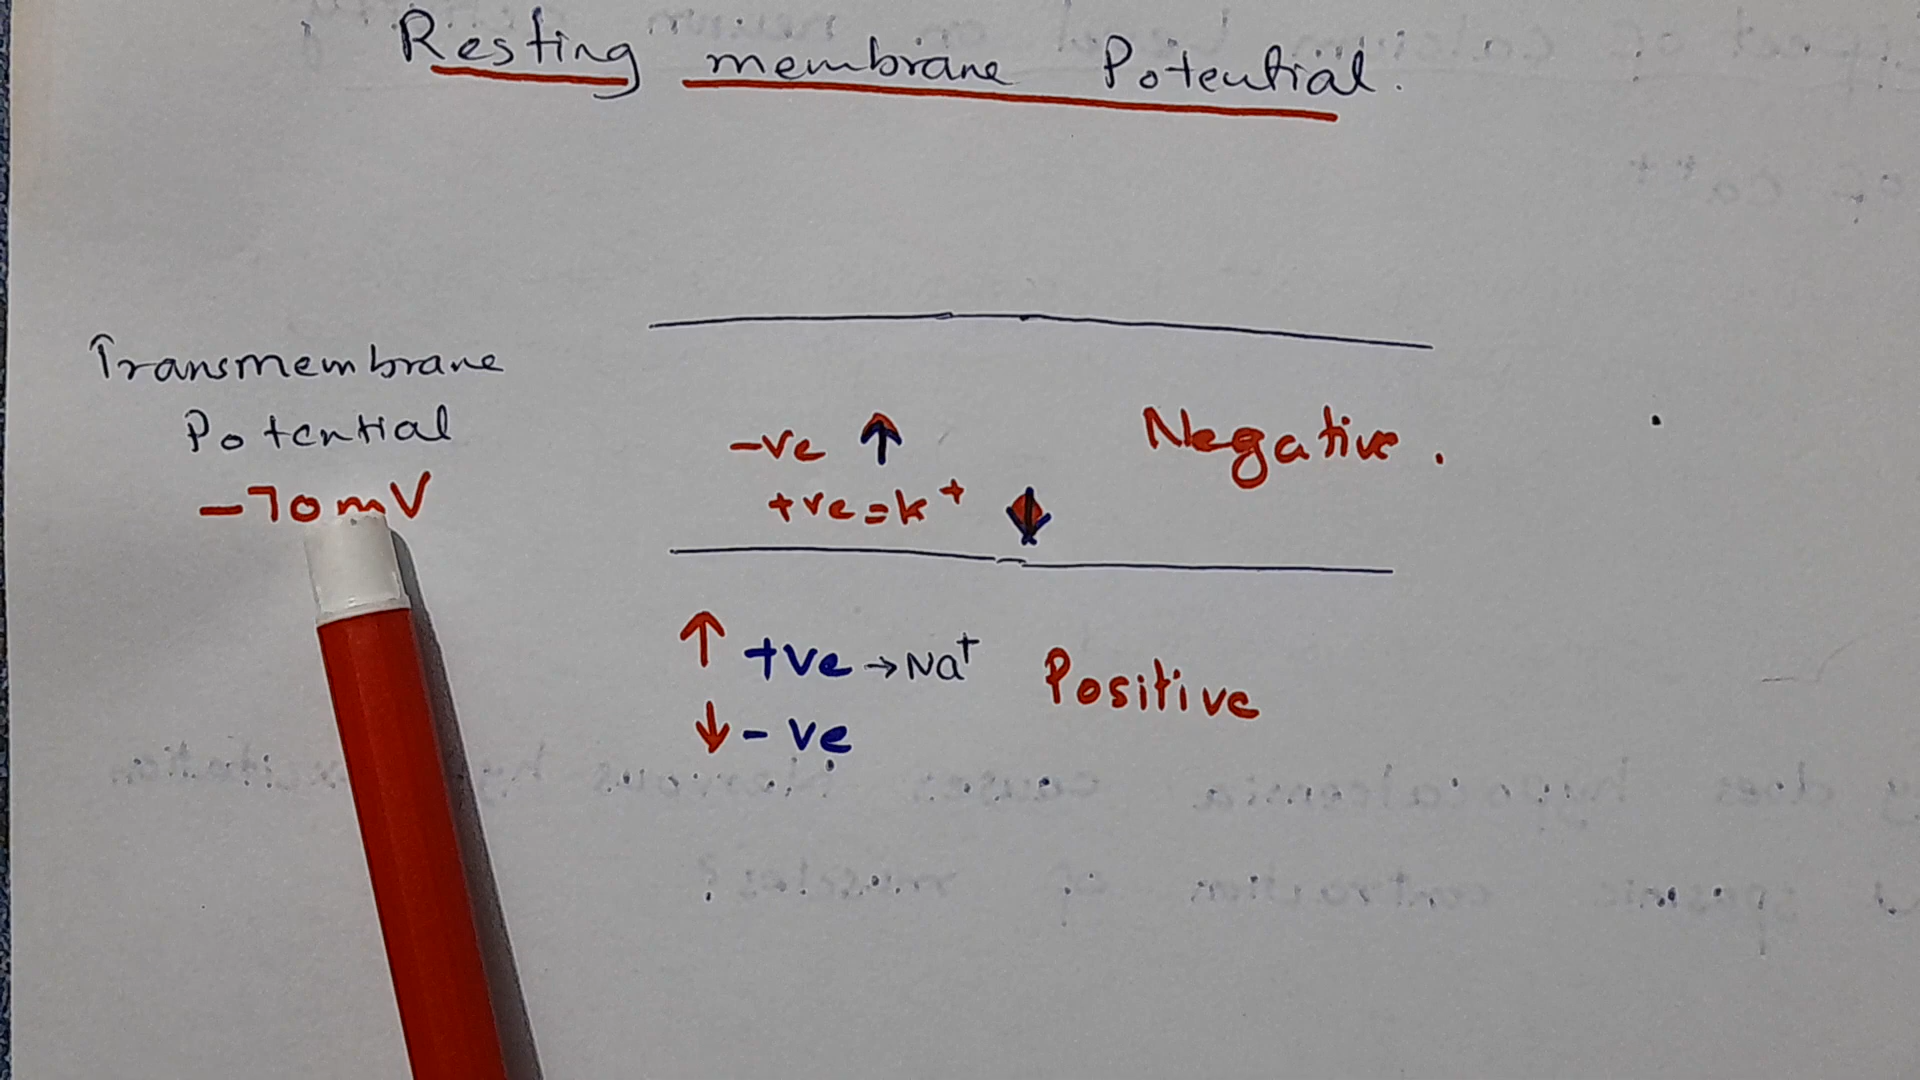 Resting membrane Potential.
Transmembrane
Potential
-70mV
-ve ↑
+ve = K⁺ ↓
Negative.
↑ +ve → Na⁺
↓ - ve
Positive